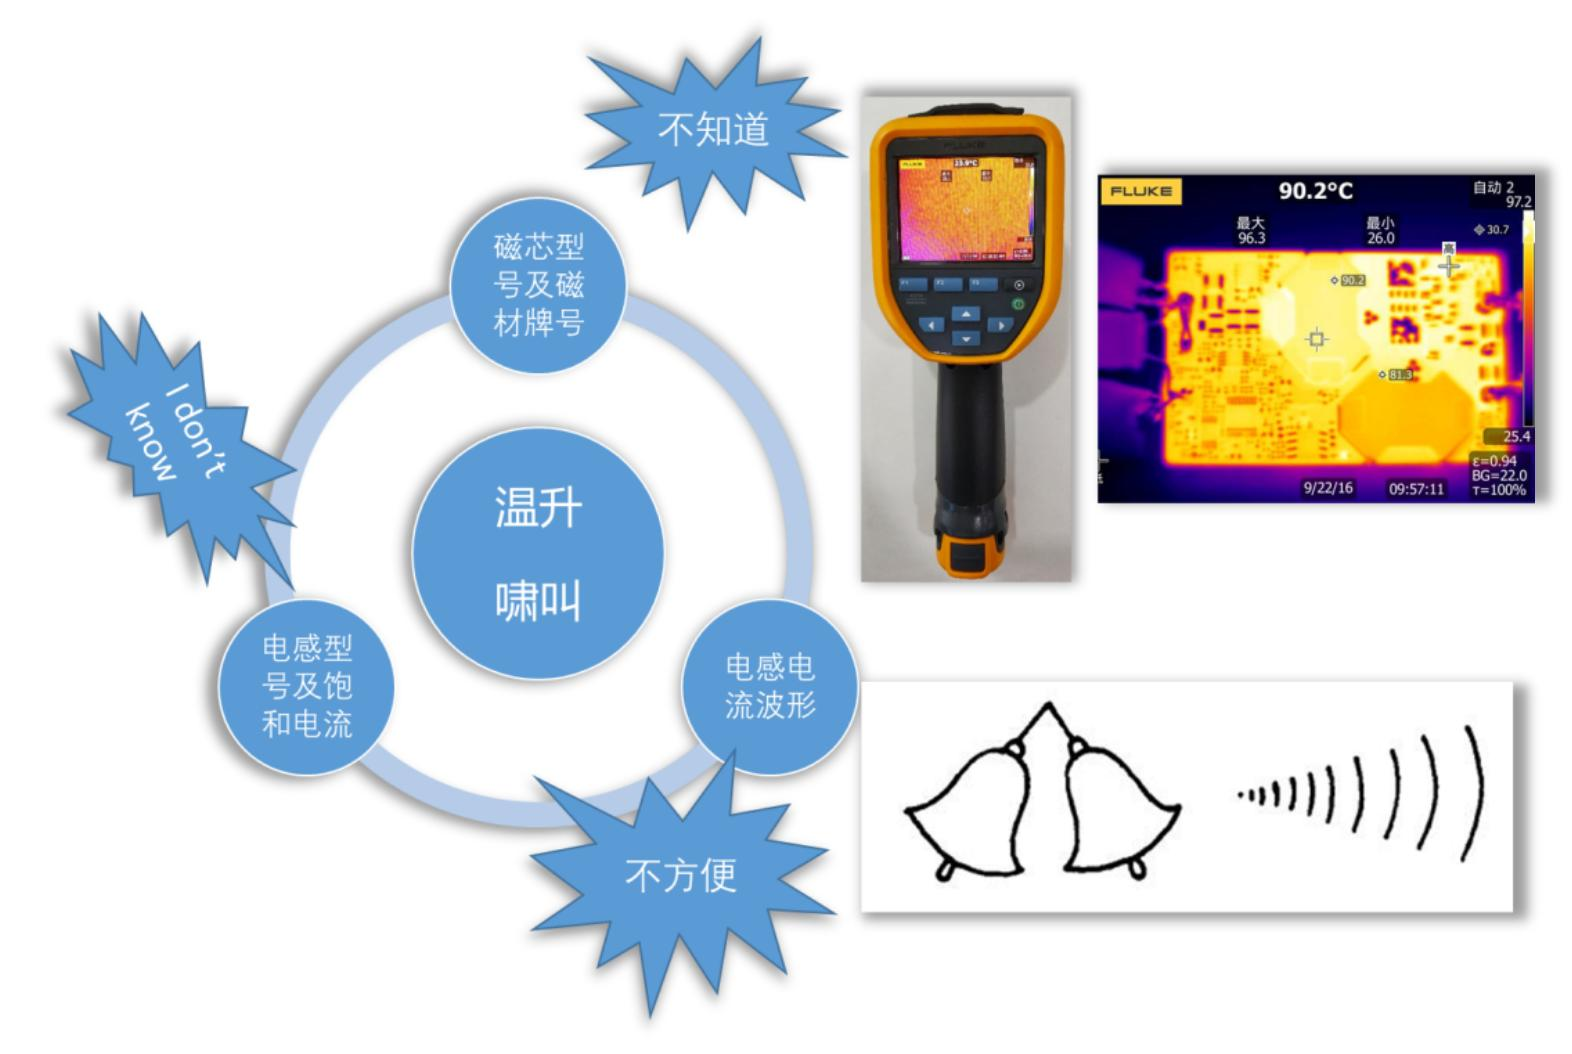 不知道
磁芯型
号及磁
材牌号
I don't
know
温升
啸叫
电感型
号及饱
和电流
电感电
流波形
不方便
FLUKE
23.9°C
F1 F2 F3
FLUKE
90.2°C
自动 2
97.2
最大
96.3
最小
26.0
30.7
高
90.2
81.3
25.4
ε=0.94
BG=22.0
τ=100%
9/22/16
09:57:11